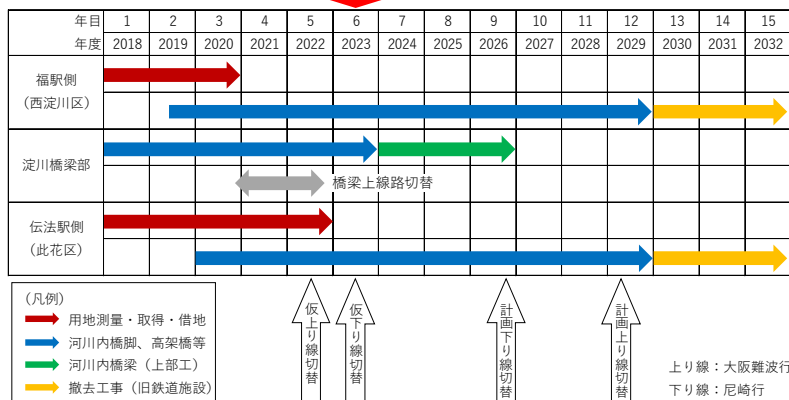 年目 1 2 3 4 5 6 7 8 9 10 11 12 13 14 15
年度 2018 2019 2020 2021 2022 2023 2024 2025 2026 2027 2028 2029 2030 2031 2032
福駅側
（西淀川区）
淀川橋梁部
橋梁上線路切替
伝法駅側
（此花区）
（凡例）
用地測量・取得・借地
河川内橋脚、高架橋等
河川内橋梁（上部工）
撤去工事（旧鉄道施設）
仮上り線切替
仮下り線切替
計画下り線切替
計画上り線切替
上り線：大阪難波行
下り線：尼崎行